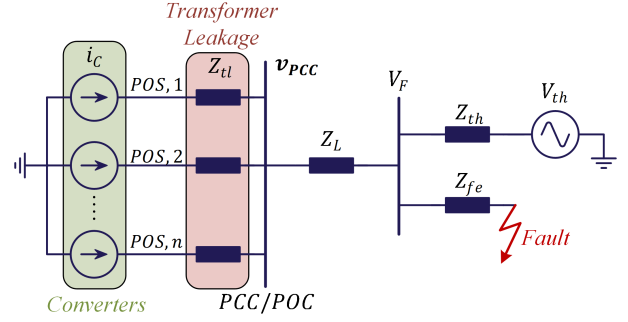 Transformer
Leakage
i_C
Z_tl
v_PCC
POS, 1
POS, 2
POS, n
Z_L
V_F
Z_th
V_th
Z_fe
Fault
Converters
PCC/POC